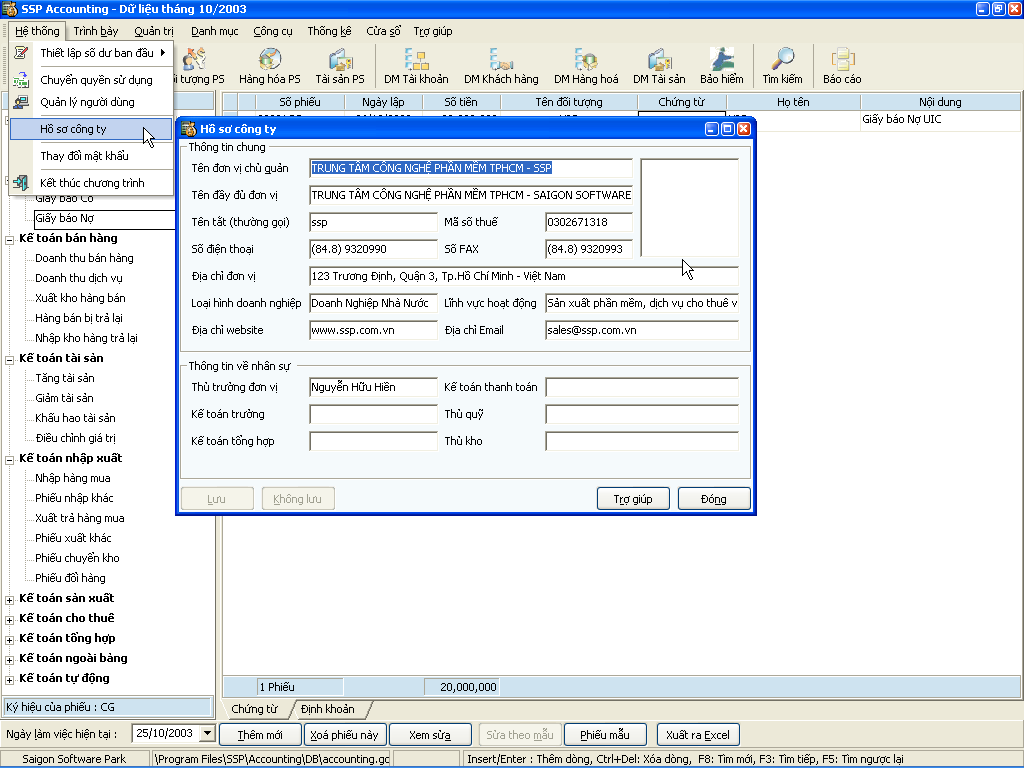 SSP Accounting - Dữ liệu tháng 10/2003
Hệ thống Trình bày Quản trị Danh mục Công cụ Thống kê Cửa sổ Trợ giúp
Thiết lập số dư ban đầu
Chuyển quyền sử dụng
Quản lý người dùng
Hồ sơ công ty
Thay đổi mật khẩu
Kết thúc chương trình
tượng PS Hàng hóa PS Tài sản PS DM Tài khoản DM Khách hàng DM Hàng hoá DM Tài sản Bảo hiểm Tìm kiếm Báo cáo
Số phiếu Ngày lập Số tiền Tên đối tượng Chứng từ Họ tên Nội dung
Giấy báo Nợ UIC
Hồ sơ công ty
Thông tin chung
Tên đơn vị chủ quản TRUNG TÂM CÔNG NGHỆ PHẦN MỀM TPHCM - SSP
Tên đầy đủ đơn vị TRUNG TÂM CÔNG NGHỆ PHẦN MỀM TPHCM - SAIGON SOFTWARE
Tên tắt (thường gọi) ssp Mã số thuế 0302671318
Số điện thoại (84.8) 9320990 Số FAX (84.8) 9320993
Địa chỉ đơn vị 123 Trương Định, Quận 3, Tp.Hồ Chí Minh - Việt Nam
Loại hình doanh nghiệp Doanh Nghiệp Nhà Nước Lĩnh vực hoạt động Sản xuất phần mềm, dịch vụ cho thuê v
Địa chỉ website www.ssp.com.vn Địa chỉ Email sales@ssp.com.vn
Thông tin về nhân sự
Thủ trưởng đơn vị Nguyễn Hữu Hiền Kế toán thanh toán
Kế toán trưởng Thủ quỹ
Kế toán tổng hợp Thủ kho
Lưu Không lưu Trợ giúp Đóng
Giấy báo Có
Giấy báo Nợ
Kế toán bán hàng
Doanh thu bán hàng
Doanh thu dịch vụ
Xuất kho hàng bán
Hàng bán bị trả lại
Nhập kho hàng trả lại
Kế toán tài sản
Tăng tài sản
Giảm tài sản
Khấu hao tài sản
Điều chỉnh giá trị
Kế toán nhập xuất
Nhập hàng mua
Phiếu nhập khác
Xuất trả hàng mua
Phiếu xuất khác
Phiếu chuyển kho
Phiếu đổi hàng
Kế toán sản xuất
Kế toán cho thuê
Kế toán tổng hợp
Kế toán ngoài bảng
Kế toán tự động
1 Phiếu 20,000,000
Ký hiệu của phiếu : CG
Chứng từ Định khoản
Ngày làm việc hiện tại : 25/10/2003 Thêm mới Xoá phiếu này Xem sửa Sửa theo mẫu Phiếu mẫu Xuất ra Excel
Saigon Software Park \Program Files\SSP\Accounting\DB\accounting.gc Insert/Enter : Thêm dòng, Ctrl+Del: Xóa dòng, F8: Tìm mới, F3: Tìm tiếp, F5: Tìm ngược lại